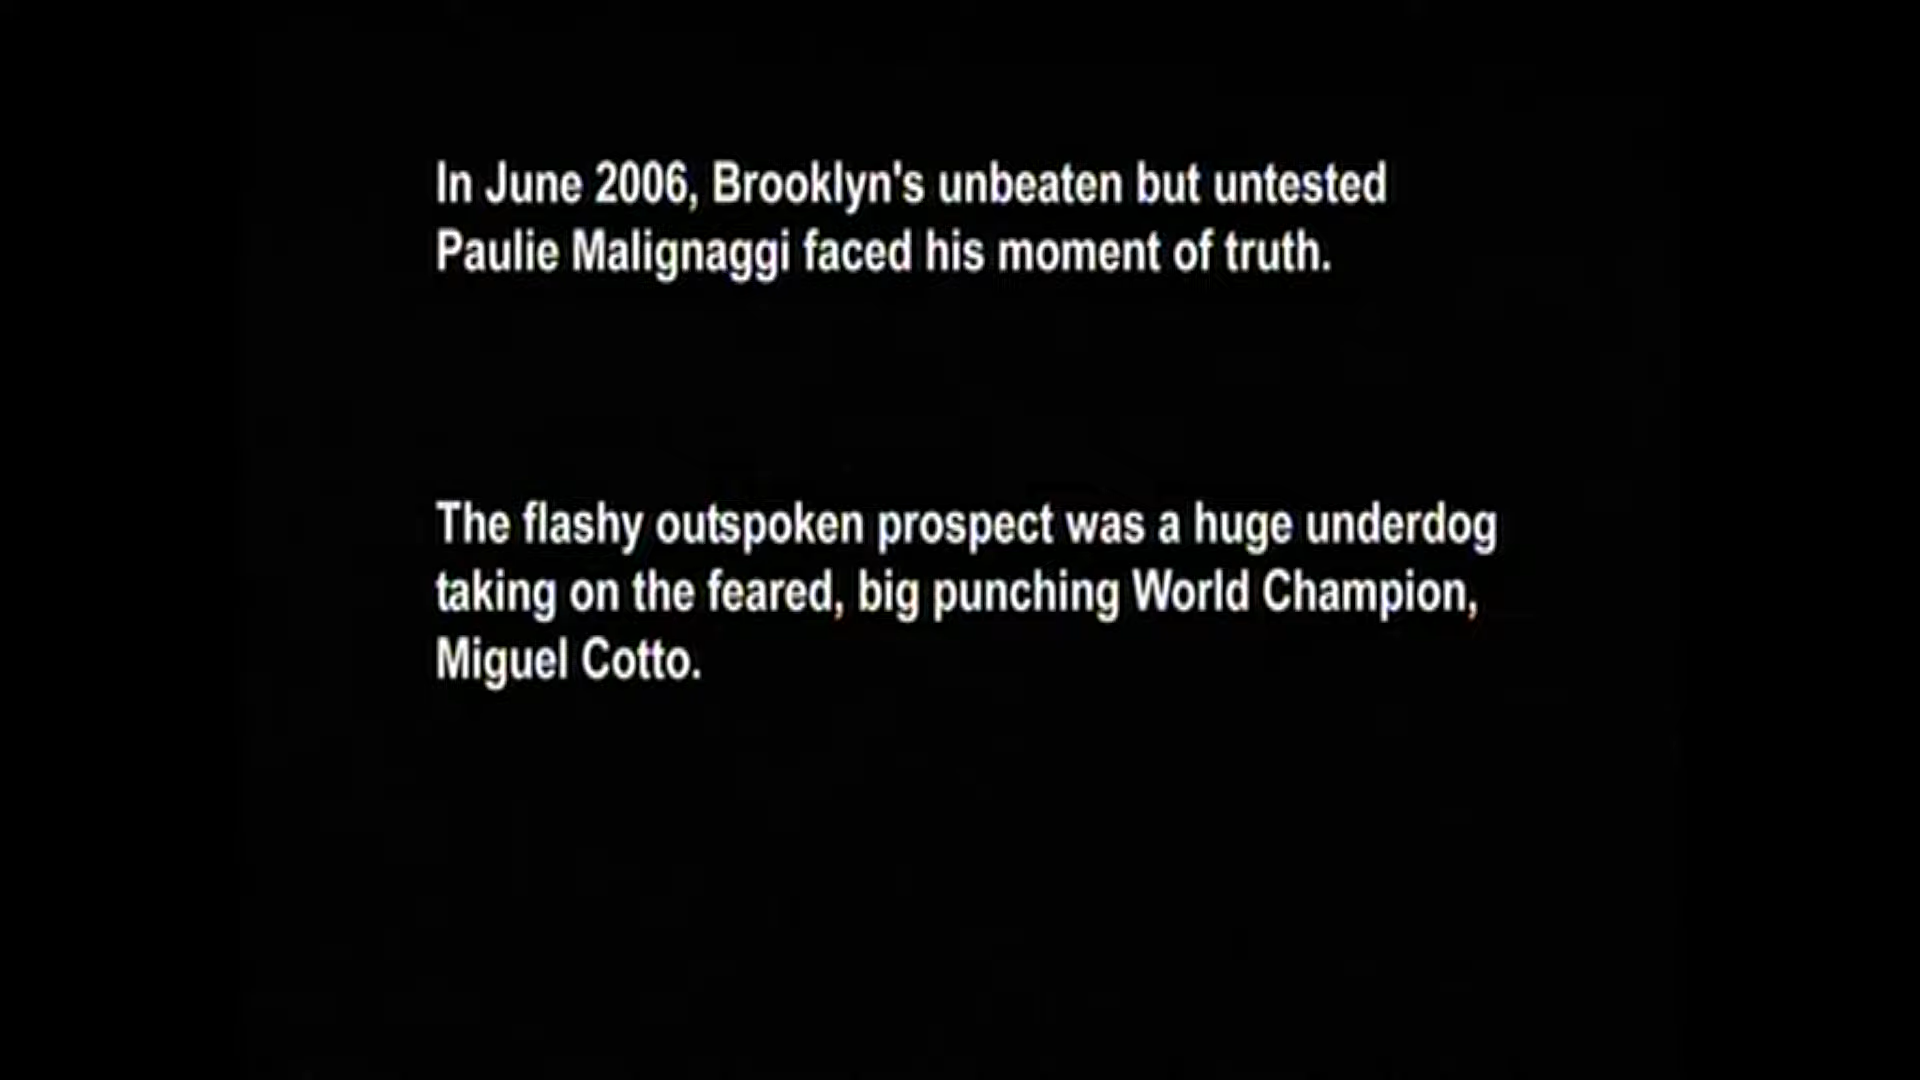 In June 2006, Brooklyn's unbeaten but untested
Paulie Malignaggi faced his moment of truth.
The flashy outspoken prospect was a huge underdog
taking on the feared, big punching World Champion,
Miguel Cotto.